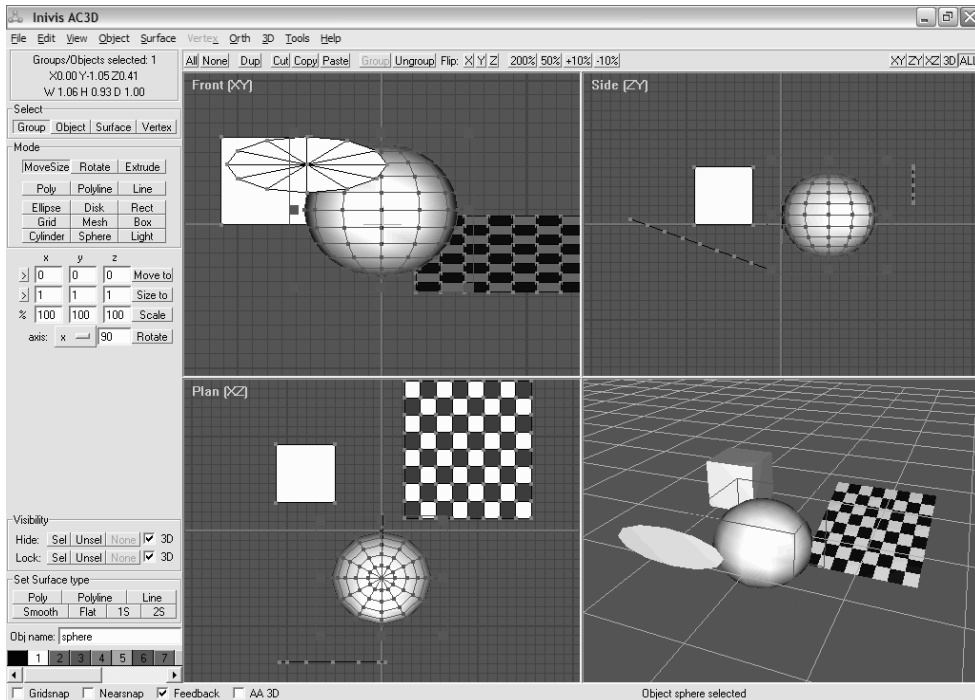 Inivis AC3D
File Edit View Object Surface Vertex Orth 3D Tools Help
Groups/Objects selected: 1
X0.00 Y-1.05 Z0.41
W 1.06 H 0.93 D 1.00
All None Dup Cut Copy Paste Group Ungroup Flip: X Y Z 200% 50% +10% -10% XY ZY XZ 3D ALL
Select
Group Object Surface Vertex
Mode
MoveSize Rotate Extrude
Poly Polyline Line
Ellipse Disk Rect
Grid Mesh Box
Cylinder Sphere Light
x y z
> 0 0 0 Move to
> 1 1 1 Size to
% 100 100 100 Scale
axis: x 90 Rotate
Front (XY)
Side (ZY)
Plan (XZ)
Visibility
Hide: Sel Unsel None 3D
Lock: Sel Unsel None 3D
Set Surface type
Poly Polyline Line
Smooth Flat 1S 2S
Obj name: sphere
1 2 3 4 5 6 7
Gridsnap Nearsnap Feedback AA 3D Object sphere selected